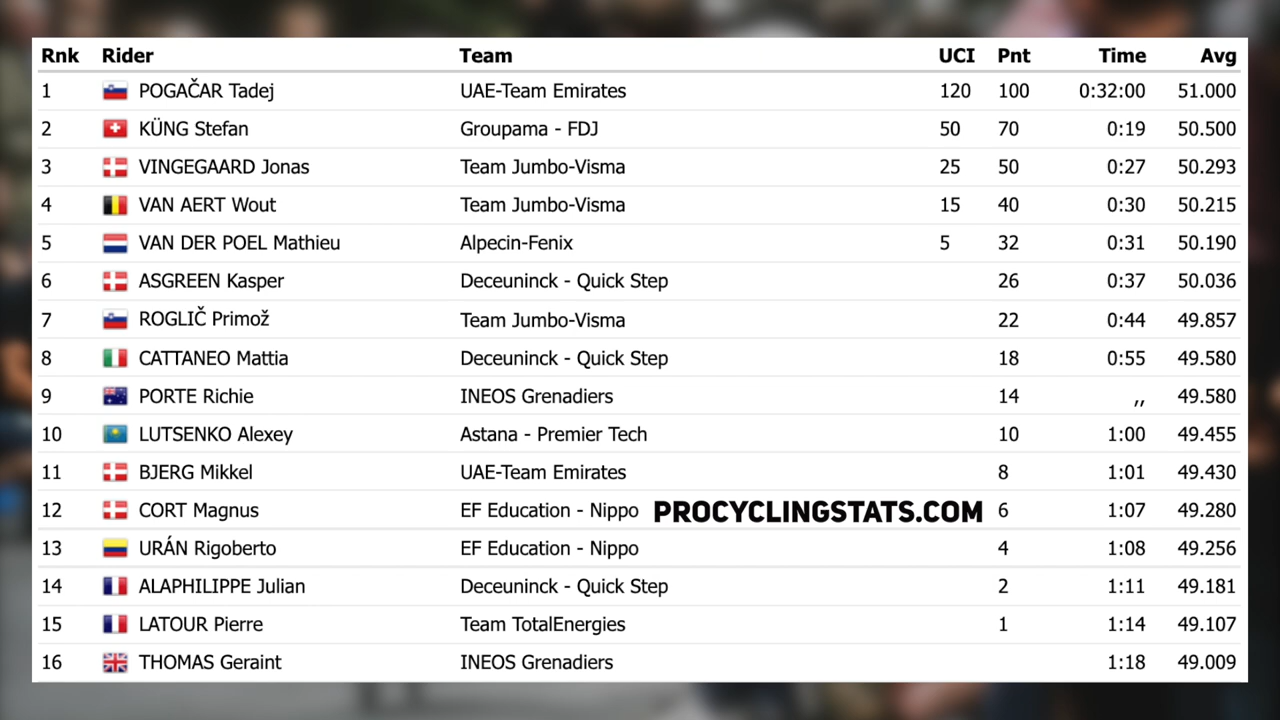 Rnk Rider Team UCI Pnt Time Avg
1 POGAČAR Tadej UAE-Team Emirates 120 100 0:32:00 51.000
2 KÜNG Stefan Groupama - FDJ 50 70 0:19 50.500
3 VINGEGAARD Jonas Team Jumbo-Visma 25 50 0:27 50.293
4 VAN AERT Wout Team Jumbo-Visma 15 40 0:30 50.215
5 VAN DER POEL Mathieu Alpecin-Fenix 5 32 0:31 50.190
6 ASGREEN Kasper Deceuninck - Quick Step 26 0:37 50.036
7 ROGLIČ Primož Team Jumbo-Visma 22 0:44 49.857
8 CATTANEO Mattia Deceuninck - Quick Step 18 0:55 49.580
9 PORTE Richie INEOS Grenadiers 14 ,, 49.580
10 LUTSENKO Alexey Astana - Premier Tech 10 1:00 49.455
11 BJERG Mikkel UAE-Team Emirates 8 1:01 49.430
12 CORT Magnus EF Education - Nippo PROCYCLINGSTATS.COM 6 1:07 49.280
13 URÁN Rigoberto EF Education - Nippo 4 1:08 49.256
14 ALAPHILIPPE Julian Deceuninck - Quick Step 2 1:11 49.181
15 LATOUR Pierre Team TotalEnergies 1 1:14 49.107
16 THOMAS Geraint INEOS Grenadiers 1:18 49.009